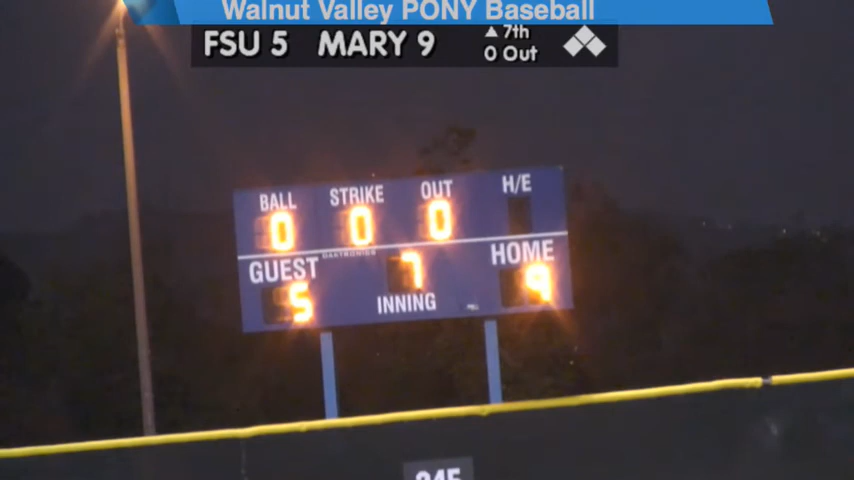 Walnut Valley PONY Baseball
FSU 5 MARY 9 ▲ 7th
0 Out
BALL STRIKE OUT H/E
0 0 0
DAKTRONICS
GUEST 7 HOME
5 INNING 9